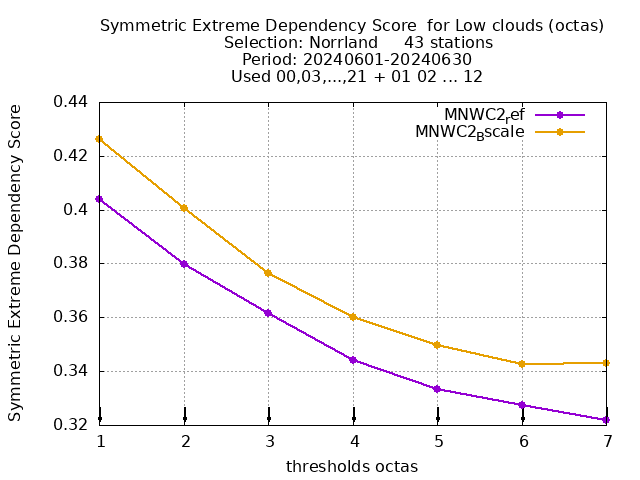 Symmetric Extreme Dependency Score  for Low clouds (octas)
Selection: Norrland     43 stations
Period: 20240601-20240630
Used 00,03,...,21 + 01 02 ... 12
MNWC2ref
MNWC2Bscale
Symmetric Extreme Dependency Score
0.44
0.42
0.4
0.38
0.36
0.34
0.32
1 2 3 4 5 6 7
thresholds octas